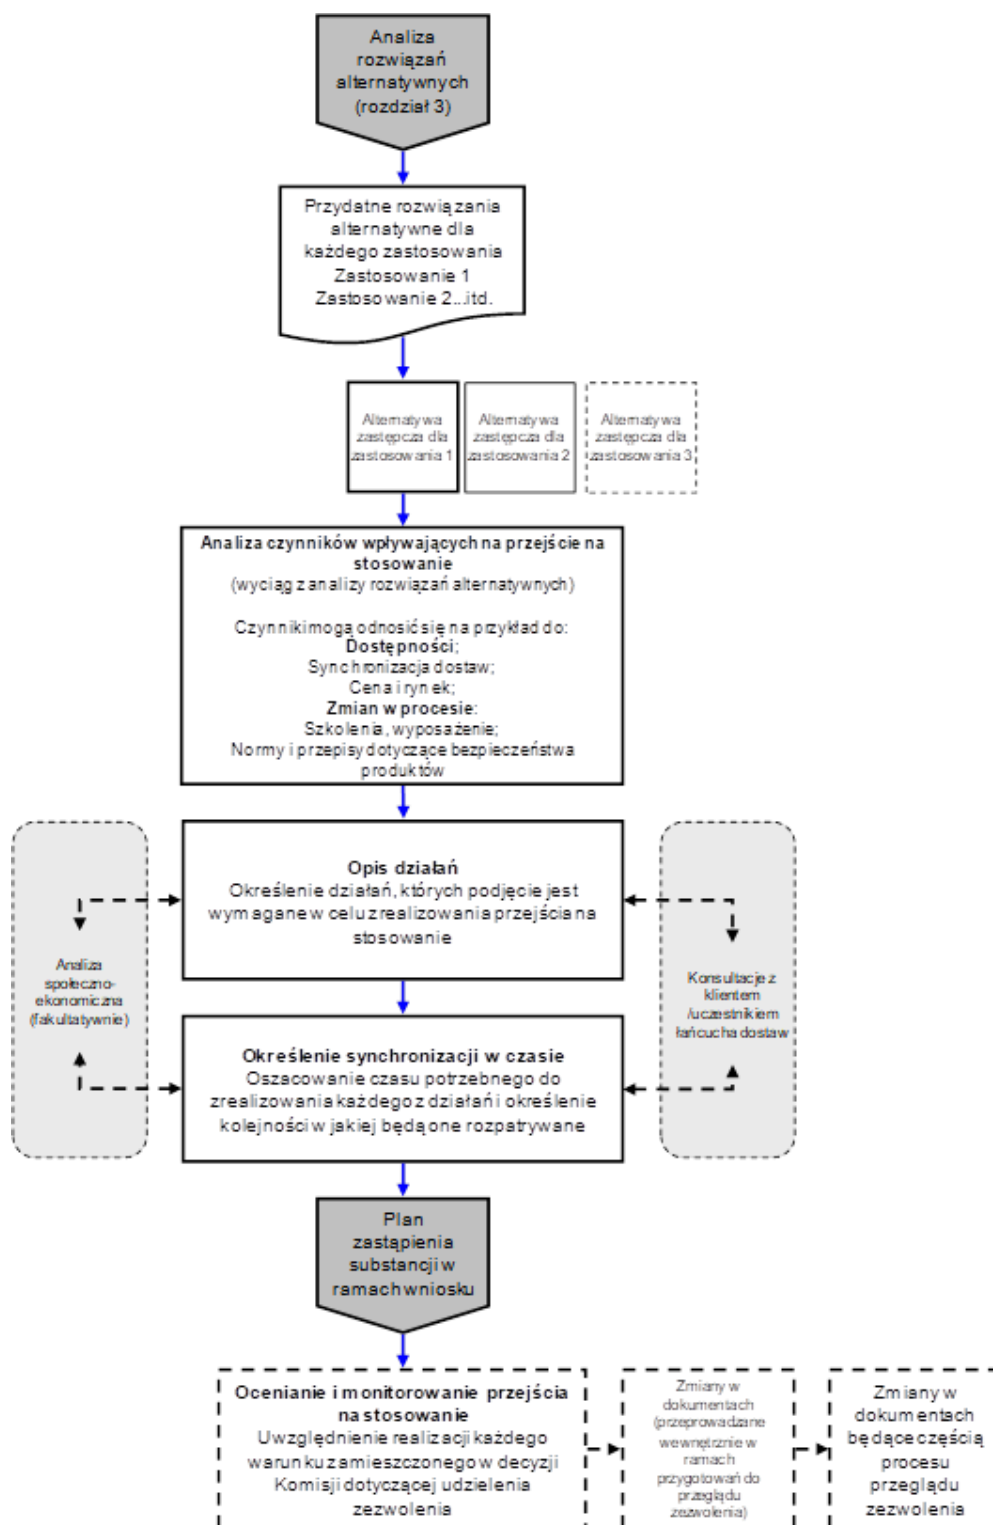 Analiza
rozwiązań
alternatywnych
(rozdział 3)
Przydatne rozwiązania
alternatywne dla
każdego zastosowania
Zastosowanie 1
Zastosowanie 2...itd.
Alternatywa
zastępcza dla
zastosowania 1
Alternatywa
zastępcza dla
zastosowania 2
Alternatywa
zastępcza dla
zastosowania 3
Analiza czynników wpływających na przejście na
stosowanie
(wyciąg z analizy rozwiązań alternatywnych)
Czynniki mogą odnosić się na przykład do:
Dostępności;
Synchronizacja dostaw;
Cena i rynek;
Zmian w procesie:
Szkolenia, wyposażenie;
Normy i przepisy dotyczące bezpieczeństwa
produktów
Opis działań
Określenie działań, których podjęcie jest
wymagane w celu zrealizowania przejścia na
stosowanie
Analiza
społeczno-
ekonomiczna
(fakultatywnie)
Konsultacje z
klientem
/uczestnikiem
łańcucha dostaw
Określenie synchronizacji w czasie
Oszacowanie czasu potrzebnego do
zrealizowania każdego z działań i określenie
kolejności w jakiej będą one rozpatrywane
Plan
zastąpienia
substancji w
ramach wniosku
Ocenianie i monitorowanie przejścia
na stosowanie
Uwzględnienie realizacji każdego
warunku zamieszczonego w decyzji
Komisji dotyczącej udzielenia
zezwolenia
Zmiany w
dokumentach
(przeprowadzane
wewnętrznie w
ramach
przygotowań do
przeglądu
zezwolenia)
Zmiany w
dokumentach
będące częścią
procesu
przeglądu
zezwolenia